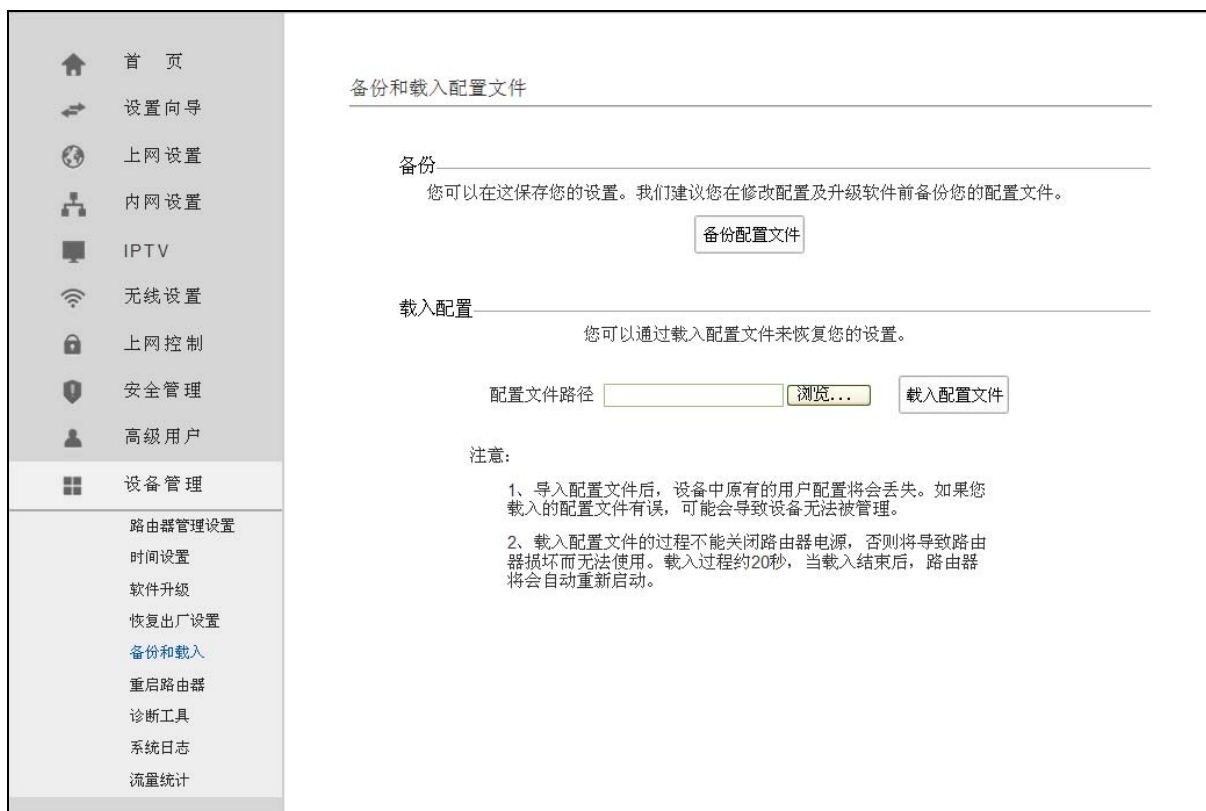 首 页
设置向导
上网设置
内网设置
IPTV
无线设置
上网控制
安全管理
高级用户
设备管理
路由器管理设置
时间设置
软件升级
恢复出厂设置
备份和载入
重启路由器
诊断工具
系统日志
流量统计
备份和载入配置文件
备份
您可以在这保存您的设置。我们建议您在修改配置及升级软件前备份您的配置文件。
备份配置文件
载入配置
您可以通过载入配置文件来恢复您的设置。
配置文件路径 浏览... 载入配置文件
注意：
1、导入配置文件后，设备中原有的用户配置将会丢失。如果您
载入的配置文件有误，可能会导致设备无法被管理。
2、载入配置文件的过程不能关闭路由器电源，否则将导致路由
器损坏而无法使用。载入过程约20秒，当载入结束后，路由器
将会自动重新启动。